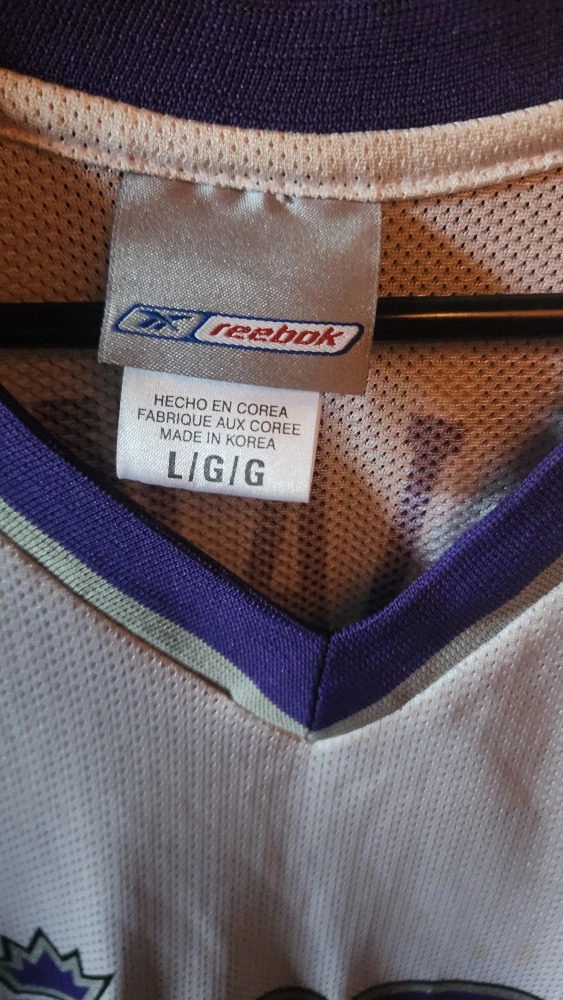 reebok
HECHO EN COREA
FABRIQUE AUX COREE
MADE IN KOREA
L/G/G